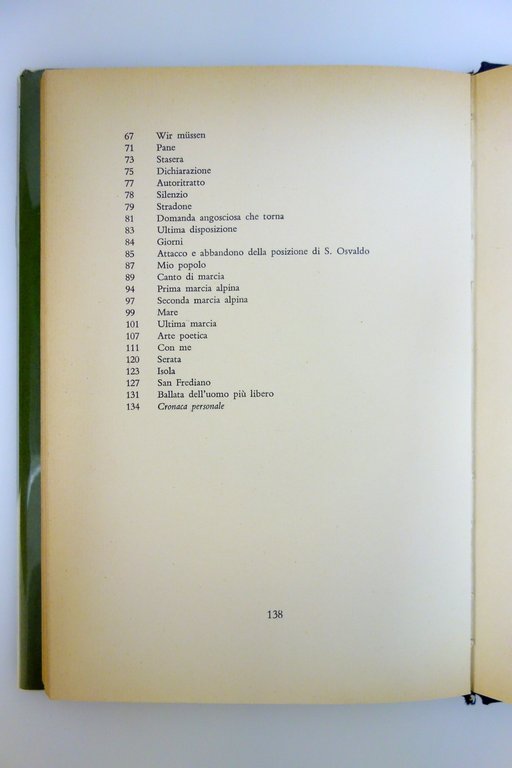 67 Wir müssen
71 Pane
73 Stasera
75 Dichiarazione
77 Autoritratto
78 Silenzio
79 Stradone
81 Domanda angosciosa che torna
83 Ultima disposizione
84 Giorni
85 Attacco e abbandono della posizione di S. Osvaldo
87 Mio popolo
89 Canto di marcia
94 Prima marcia alpina
97 Seconda marcia alpina
99 Mare
101 Ultima marcia
107 Arte poetica
111 Con me
120 Serata
123 Isola
127 San Frediano
131 Ballata dell'uomo più libero
134 Cronaca personale
138